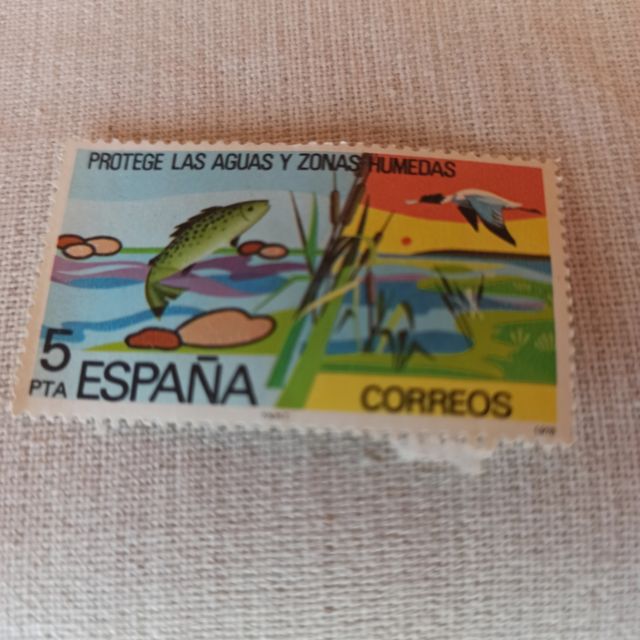 PROTEGE LAS AGUAS Y ZONAS HUMEDAS
5
PTA ESPAÑA
CORREOS